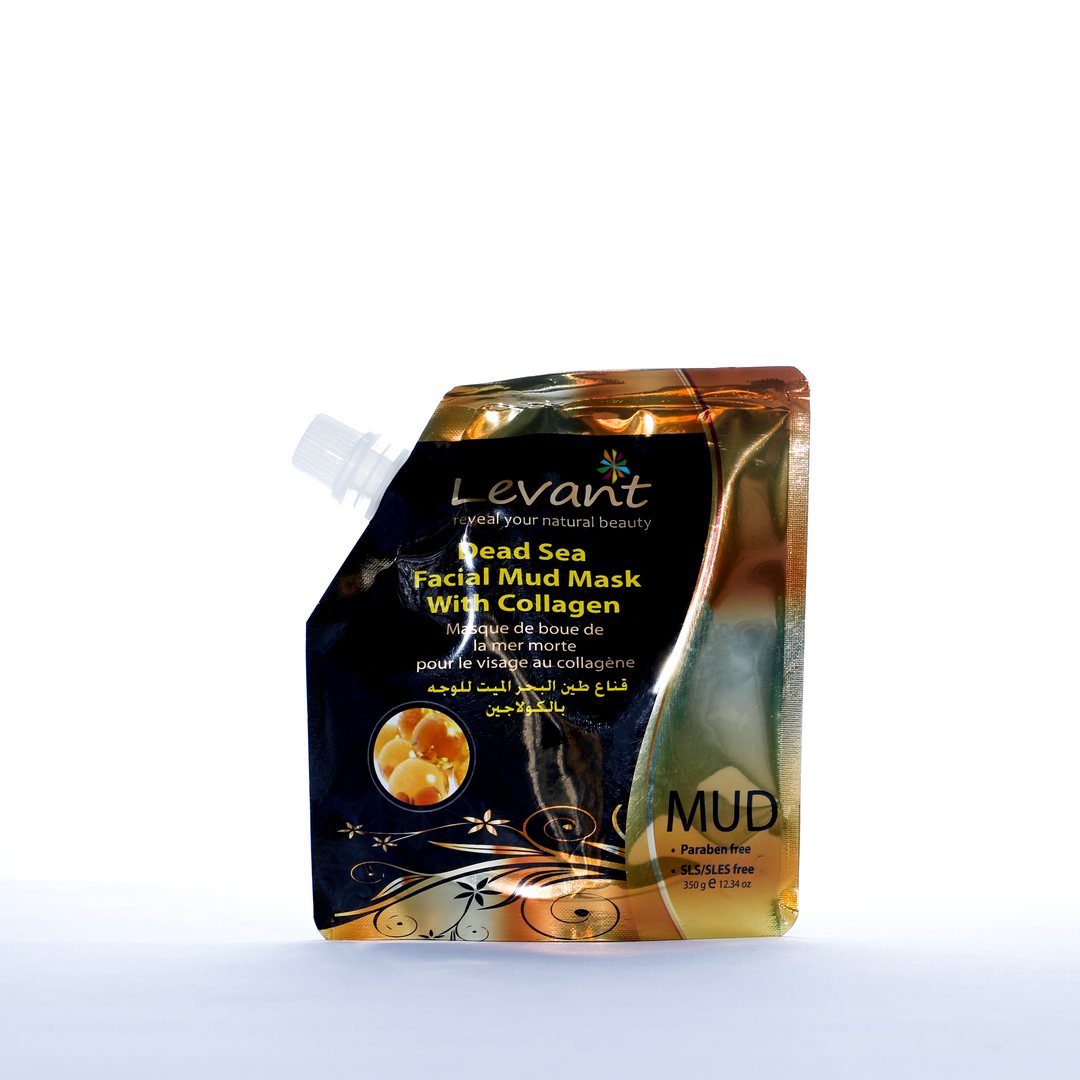 Levant
reveal your natural beauty
Dead Sea
Facial Mud Mask
With Collagen
Masque de boue de
la mer morte
pour le visage au collagène
قناع طين البحر الميت للوجه
بالكولاجين
MUD
• Paraben free
• SLS/SLES free
350 g e 12.34 oz